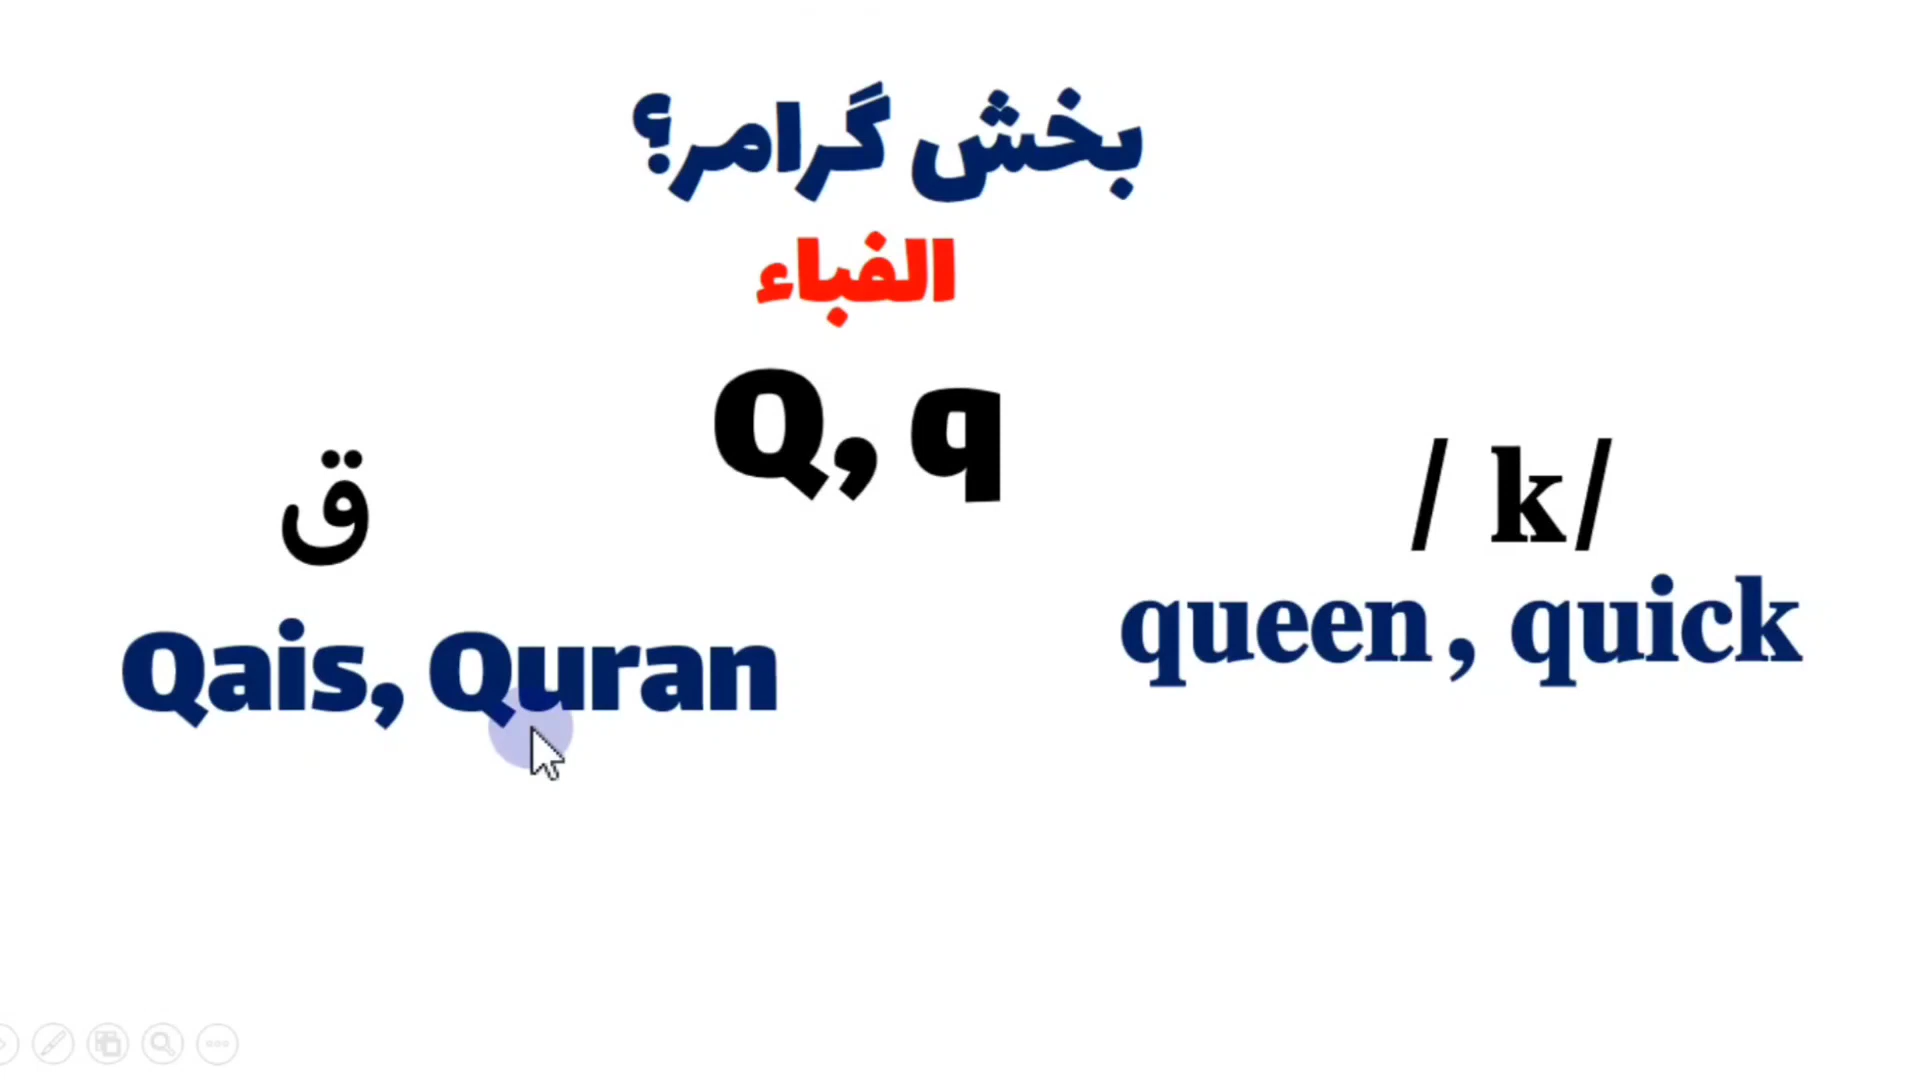 بخش گرامر؟
الفباء
Q, q
ق
/ k/
Qais, Quran
queen, quick